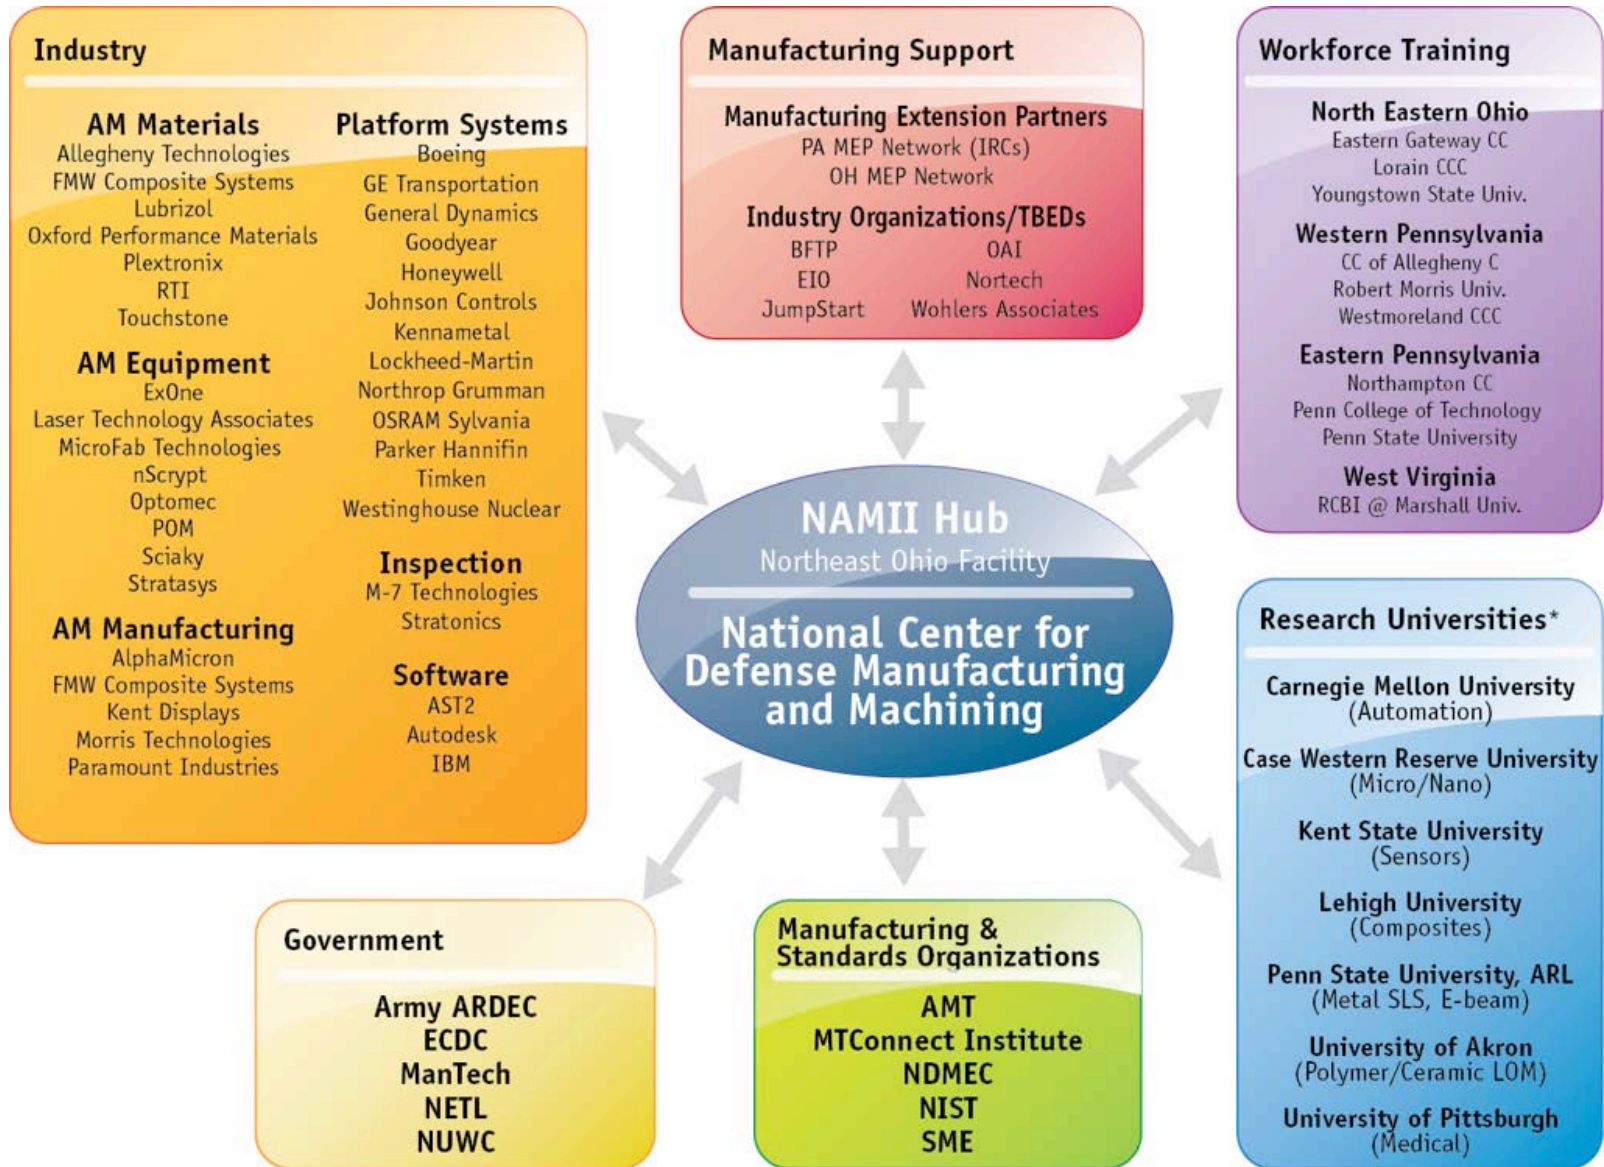 Industry
AM Materials
Allegheny Technologies
FMW Composite Systems
Lubrizol
Oxford Performance Materials
Plextronix
RTI
Touchstone
AM Equipment
ExOne
Laser Technology Associates
MicroFab Technologies
nScrypt
Optomec
POM
Sciaky
Stratasys
AM Manufacturing
AlphaMicron
FMW Composite Systems
Kent Displays
Morris Technologies
Paramount Industries
Platform Systems
Boeing
GE Transportation
General Dynamics
Goodyear
Honeywell
Johnson Controls
Kennametal
Lockheed-Martin
Northrop Grumman
OSRAM Sylvania
Parker Hannifin
Timken
Westinghouse Nuclear
Inspection
M-7 Technologies
Stratonics
Software
AST2
Autodesk
IBM
Manufacturing Support
Manufacturing Extension Partners
PA MEP Network (IRCs)
OH MEP Network
Industry Organizations/TBEDs
BFTP OAI
EIO Nortech
JumpStart Wohlers Associates
Workforce Training
North Eastern Ohio
Eastern Gateway CC
Lorain CCC
Youngstown State Univ.
Western Pennsylvania
CC of Allegheny C
Robert Morris Univ.
Westmoreland CCC
Eastern Pennsylvania
Northampton CC
Penn College of Technology
Penn State University
West Virginia
RCBI @ Marshall Univ.
NAMII Hub
Northeast Ohio Facility
National Center for
Defense Manufacturing
and Machining
Research Universities*
Carnegie Mellon University
(Automation)
Case Western Reserve University
(Micro/Nano)
Kent State University
(Sensors)
Lehigh University
(Composites)
Penn State University, ARL
(Metal SLS, E-beam)
University of Akron
(Polymer/Ceramic LOM)
University of Pittsburgh
(Medical)
Government
Army ARDEC
ECDC
ManTech
NETL
NUWC
Manufacturing &
Standards Organizations
AMT
MTConnect Institute
NDMEC
NIST
SME